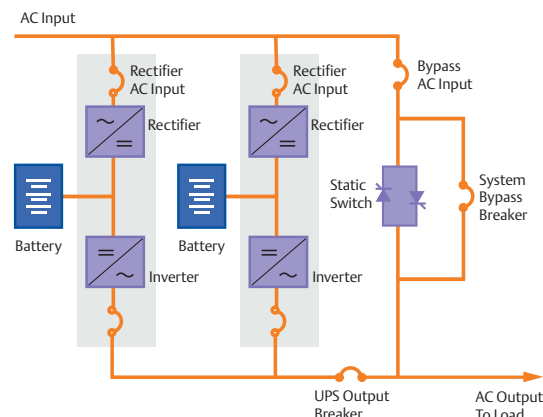 AC Input
Rectifier
AC Input
Rectifier
AC Input
Bypass
AC Input
Rectifier
Rectifier
Static
Switch
System
Bypass
Breaker
Battery
Battery
Inverter
Inverter
UPS Output
Breaker
AC Output
To Load